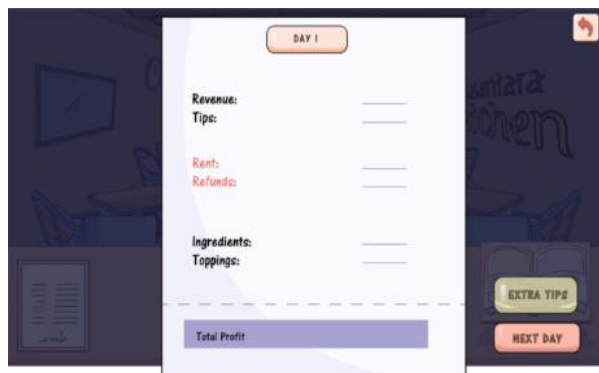 DAY 1
Revenue:
Tips:
Rent:
Refunds:
Ingredients:
Toppings:
Total Profit
EXTRA TIPS
NEXT DAY